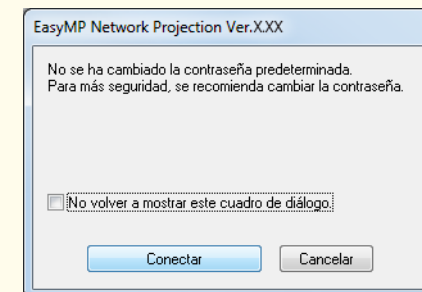 EasyMP Network Projection Ver.X.XX
No se ha cambiado la contraseña predeterminada.
Para más seguridad, se recomienda cambiar la contraseña.
No volver a mostrar este cuadro de diálogo.
Conectar
Cancelar